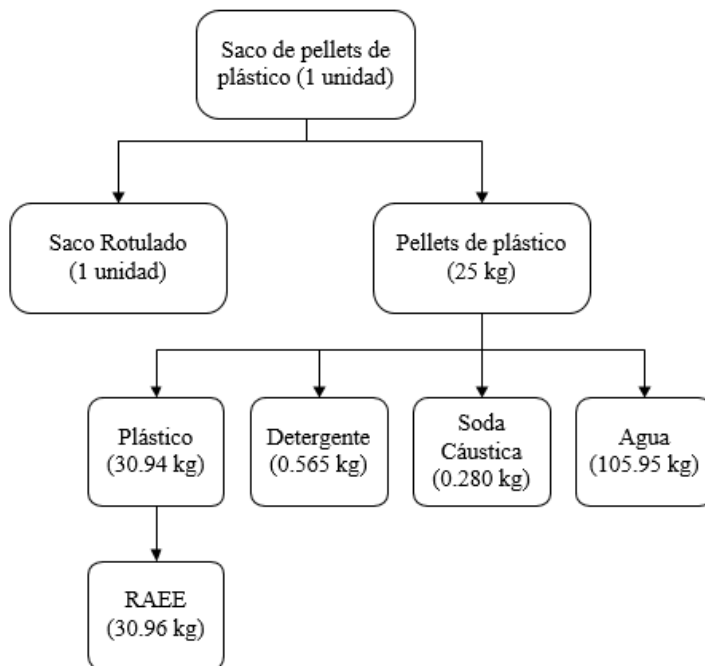 Saco de pellets de
plástico (1 unidad)
Saco Rotulado
(1 unidad)
Pellets de plástico
(25 kg)
Plástico
(30.94 kg)
Detergente
(0.565 kg)
Soda
Cáustica
(0.280 kg)
Agua
(105.95 kg)
RAEE
(30.96 kg)